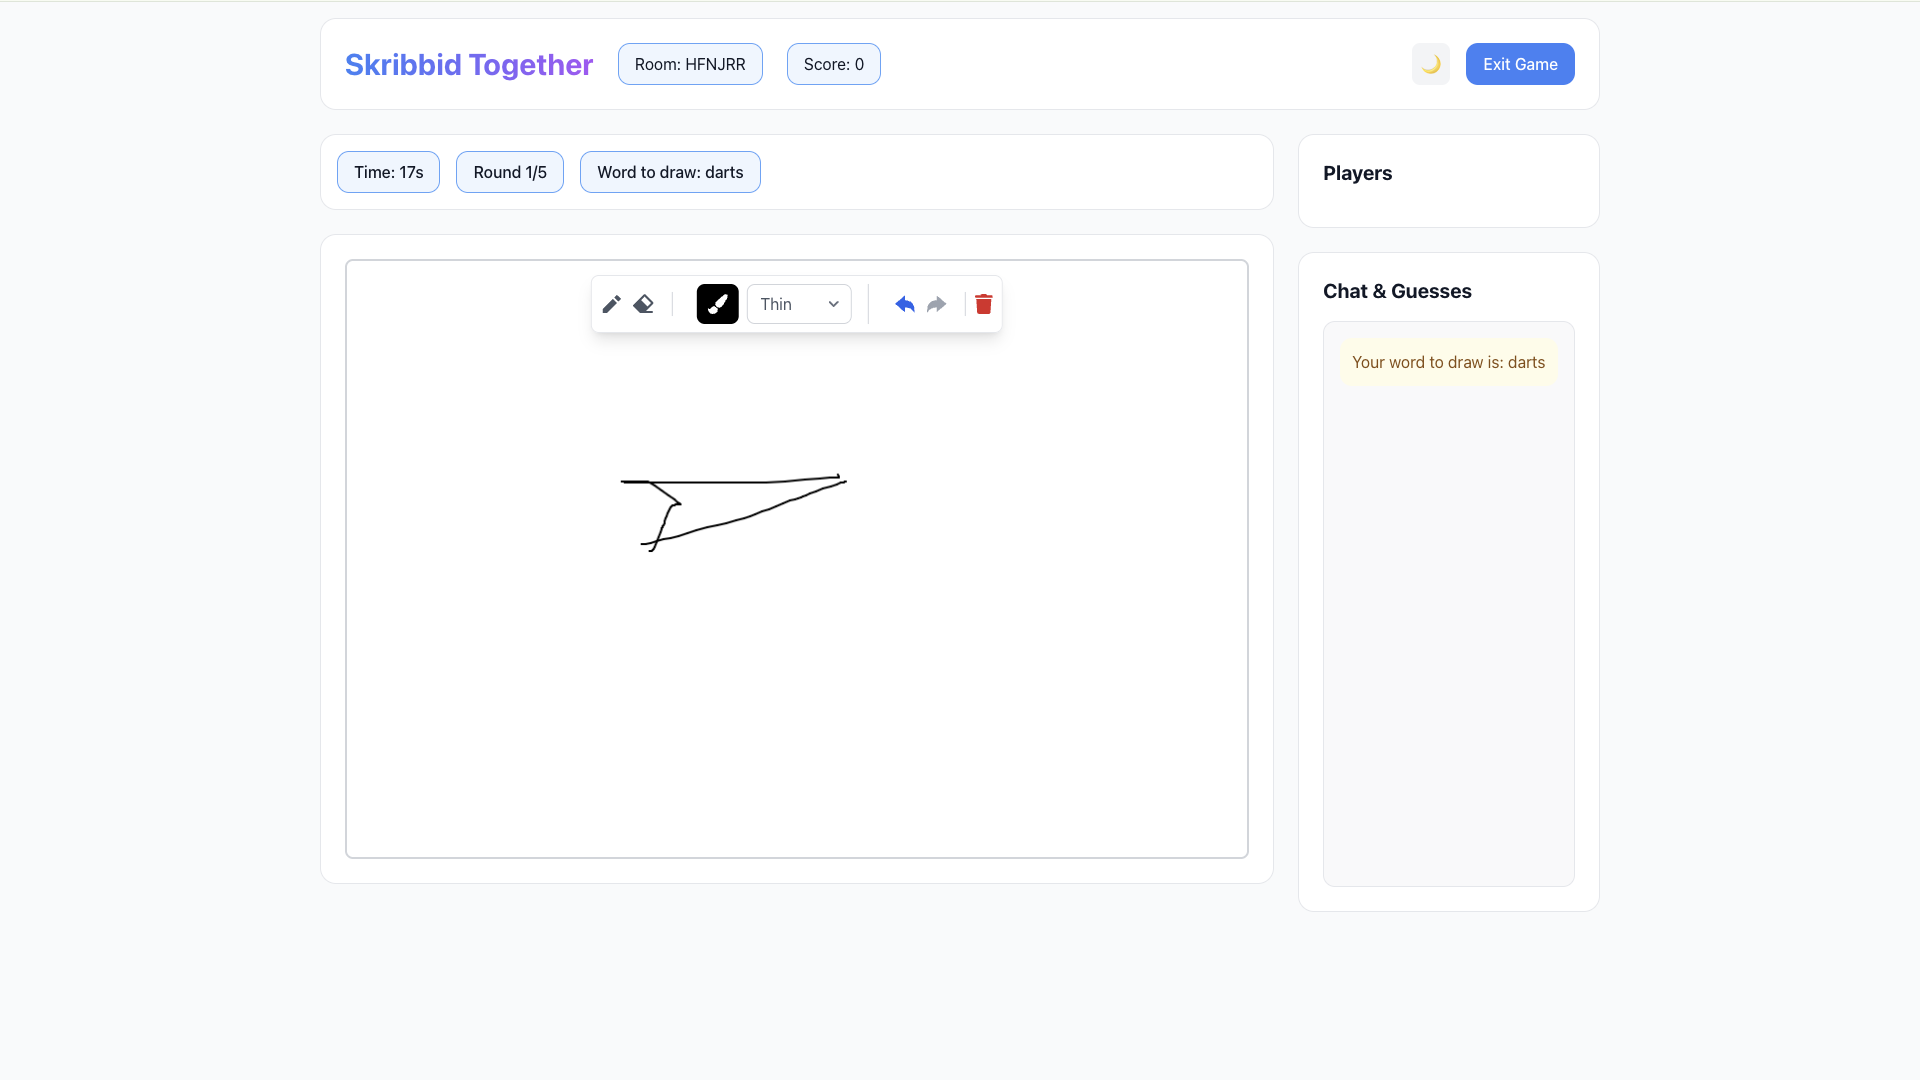 Skribbid Together
Room: HFNJRR
Score: 0
Exit Game
Time: 17s
Round 1/5
Word to draw: darts
Players
Thin
Chat & Guesses
Your word to draw is: darts